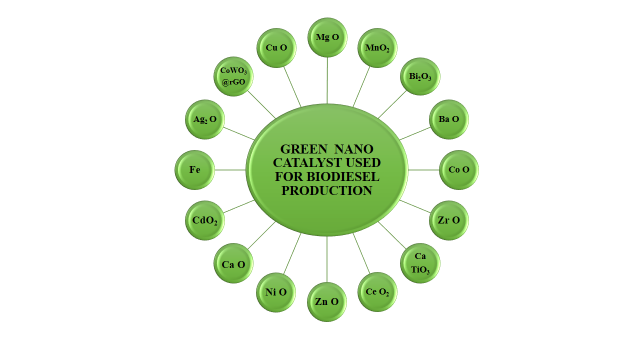 Mg O
MnO₂
Bi₂O₃
Ba O
Co O
Zr O
Ca
TiO₃
Ce O₂
Zn O
Ni O
Ca O
CdO₂
Fe
Ag₂ O
CoWO₃
@rGO
Cu O
GREEN NANO
CATALYST USED
FOR BIODIESEL
PRODUCTION